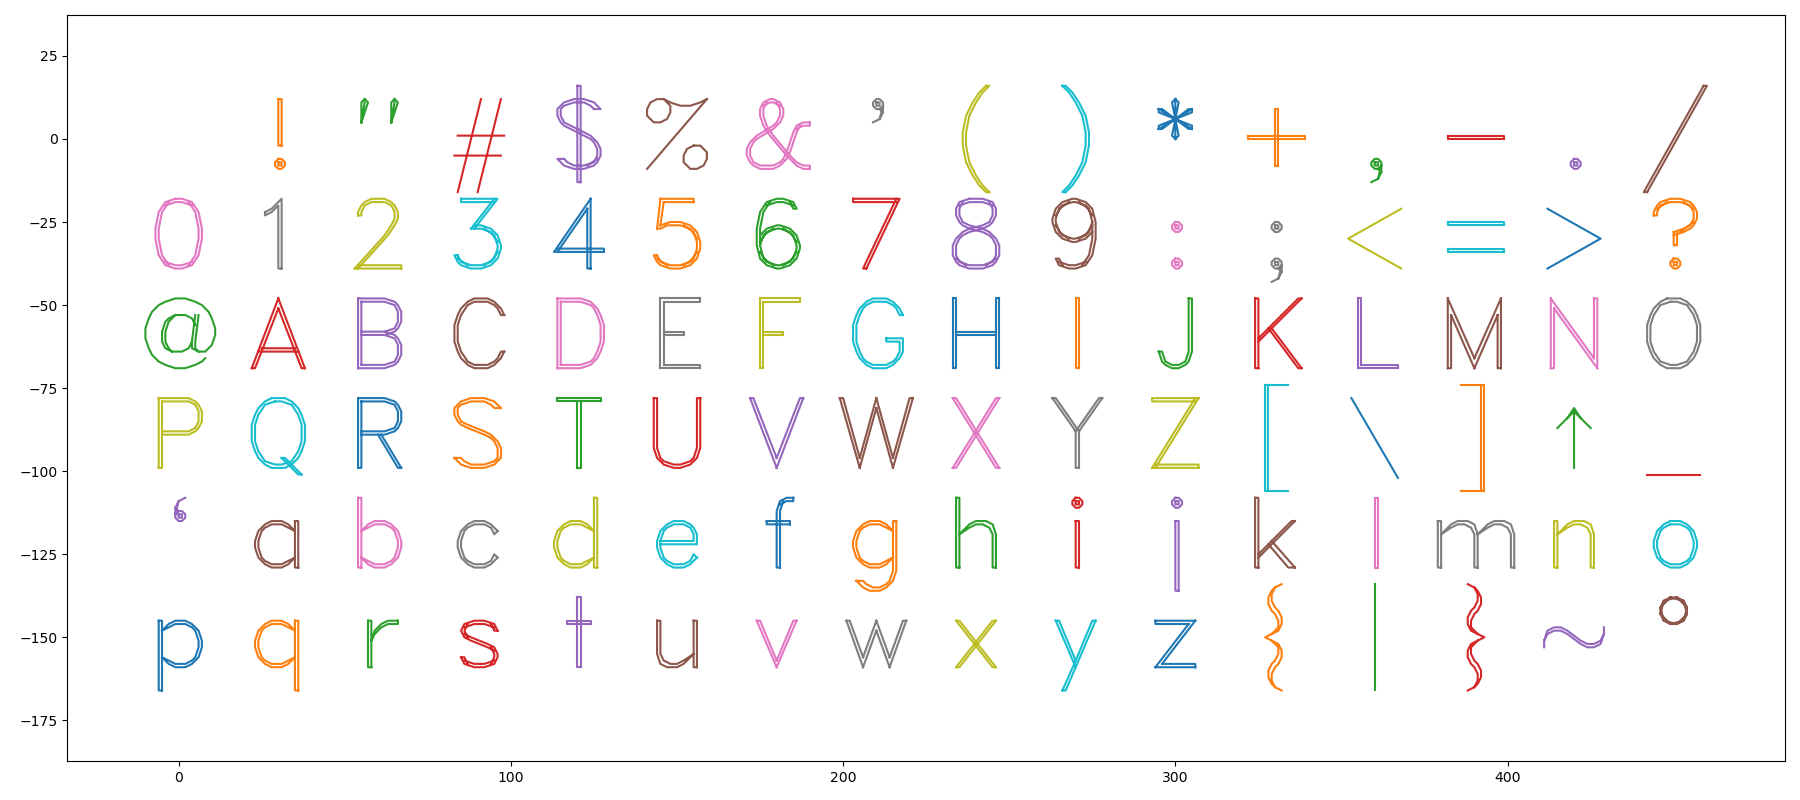 25
! " # $ % & ’ ( ) * + , - . /
0
0 1 2 3 4 5 6 7 8 9 : ; < = > ?
−25
@ A B C D E F G H I J K L M N O
−50
−75
P Q R S T U V W X Y Z [ \ ] ↑ _
−100
‘ a b c d e f g h i j k l m n o
−125
p q r s t u v w x y z { | } ~ °
−150
−175
0 100 200 300 400